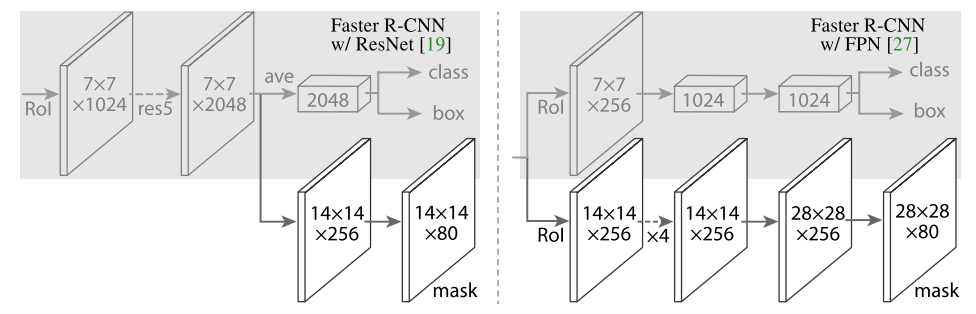 Faster R-CNN
w/ ResNet [19]
RoI
7×7
×1024
res5
7×7
×2048
ave
2048
class
box
14×14
×256
14×14
×80
mask
Faster R-CNN
w/ FPN [27]
RoI
7×7
×256
1024
1024
class
box
RoI
14×14
×256
×4
14×14
×256
28×28
×256
28×28
×80
mask